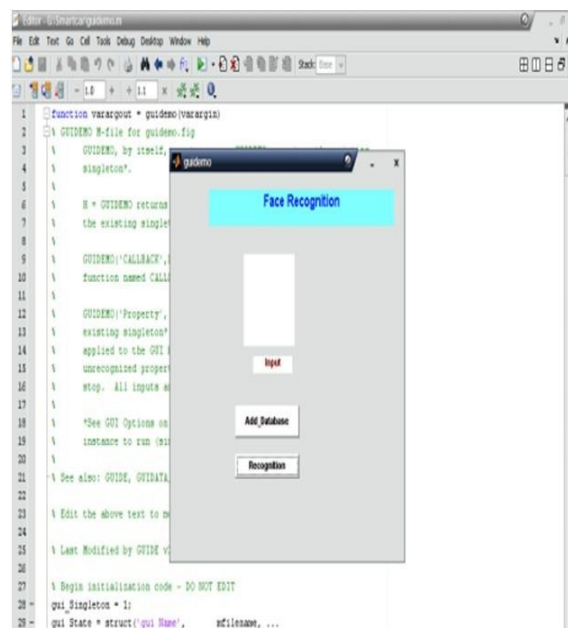 Editor - G:\Smartcar\guidemo.m
File Edit Text Go Cell Tools Debug Desktop Window Help
Stack: Base
- 1.0 + ÷ 1.1 ×
1 function varargout = guidemo(varargin)
2 % GUIDEMO M-file for guidemo.fig
3 % GUIDEMO, by itself,
4 % singleton*.
5 %
6 % H = GUIDEMO returns
7 % the existing singlet
8 %
9 % GUIDEMO('CALLBACK',
10 % function named CALL
11 %
12 % GUIDEMO('Property',
13 % existing singleton*
14 % applied to the GUI
15 % unrecognized proper
16 % stop. All inputs a
17 %
18 % *See GUI Options on
19 % instance to run (si
20 %
21 % See also: GUIDE, GUIDATA,
22
23 % Edit the above text to m
24
25 % Last Modified by GUIDE v
26
27 % Begin initialization code - DO NOT EDIT
28 - gui_Singleton = 1;
29 - gui_State = struct('gui_Name', mfilename, ...
guidemo
Face Recognition
Input
Add_Database
Recognition